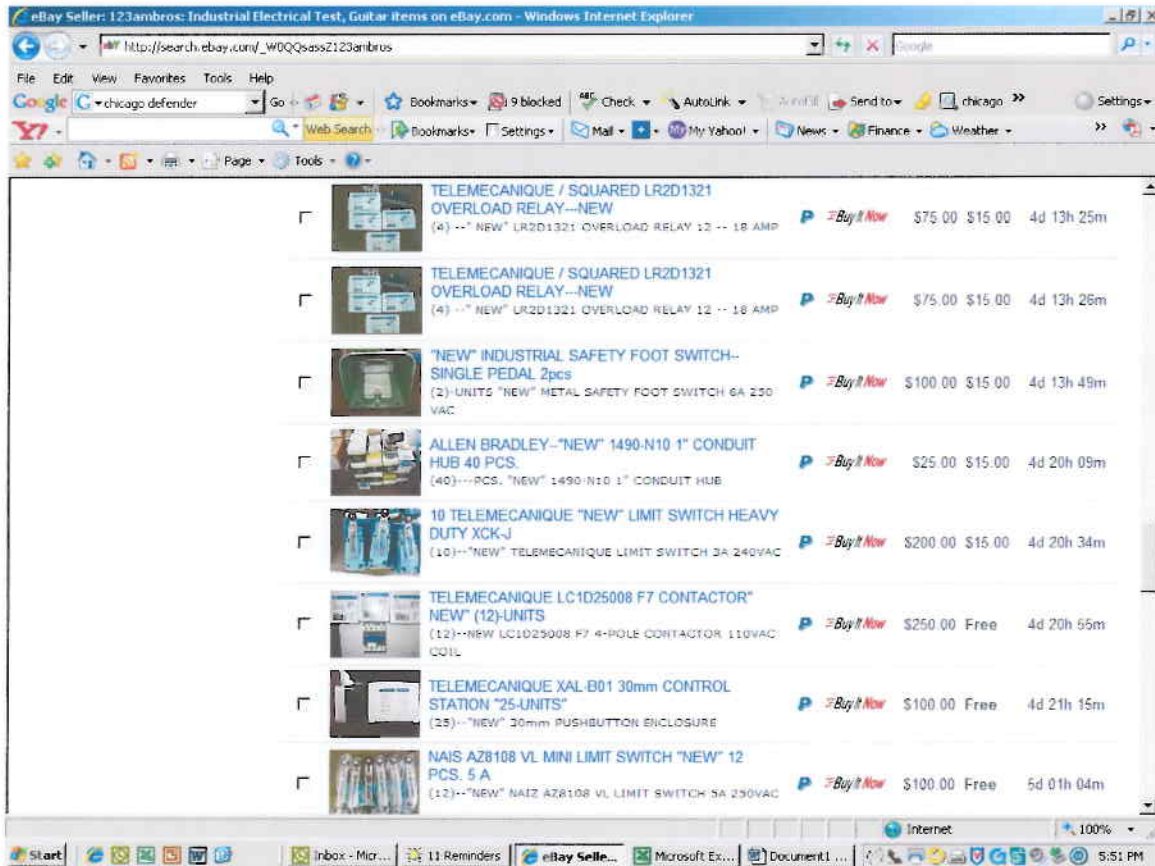 eBay Seller: 123ambros: Industrial Electrical Test, Guitar items on eBay.com - Windows Internet Explorer
http://search.ebay.com/_W0QQsassZ123ambros
Google
File Edit View Favorites Tools Help
Google chicago defender Go Bookmarks 9 blocked Check AutoLink AutoFill Send to chicago Settings
Y! Web Search Bookmarks Settings Mail My Yahoo! News Finance Weather
Page Tools
TELEMECANIQUE / SQUARED LR2D1321
OVERLOAD RELAY---NEW
(4) --" NEW" LR2D1321 OVERLOAD RELAY 12 -- 18 AMP
P Buy It Now $75.00 $15.00 4d 13h 25m
TELEMECANIQUE / SQUARED LR2D1321
OVERLOAD RELAY---NEW
(4) --" NEW" LR2D1321 OVERLOAD RELAY 12 -- 18 AMP
P Buy It Now $75.00 $15.00 4d 13h 26m
"NEW" INDUSTRIAL SAFETY FOOT SWITCH--
SINGLE PEDAL 2pcs
(2)-UNITS "NEW" METAL SAFETY FOOT SWITCH 6A 250
VAC
P Buy It Now $100.00 $15.00 4d 13h 49m
ALLEN BRADLEY--"NEW" 1490-N10 1" CONDUIT
HUB 40 PCS.
(40)---PCS. "NEW" 1490-N10 1" CONDUIT HUB
P Buy It Now $25.00 $15.00 4d 20h 09m
10 TELEMECANIQUE "NEW" LIMIT SWITCH HEAVY
DUTY XCK-J
(10)--"NEW" TELEMECANIQUE LIMIT SWITCH 3A 240VAC
P Buy It Now $200.00 $15.00 4d 20h 34m
TELEMECANIQUE LC1D25008 F7 CONTACTOR"
NEW" (12)-UNITS
(12)--NEW LC1D25008 F7 4-POLE CONTACTOR 110VAC
COIL
P Buy It Now $250.00 Free 4d 20h 55m
TELEMECANIQUE XAL-B01 30mm CONTROL
STATION "25-UNITS"
(25)--"NEW" 30mm PUSHBUTTON ENCLOSURE
P Buy It Now $100.00 Free 4d 21h 15m
NAIS AZ8108 VL MINI LIMIT SWITCH "NEW" 12
PCS. 5 A
(12)--"NEW" NAIZ AZ8108 VL LIMIT SWITCH 5A 250VAC
P Buy It Now $100.00 Free 5d 01h 04m
Internet 100%
Start Inbox - Micr... 11 Reminders eBay Selle... Microsoft Ex... Document1 ... 5:51 PM